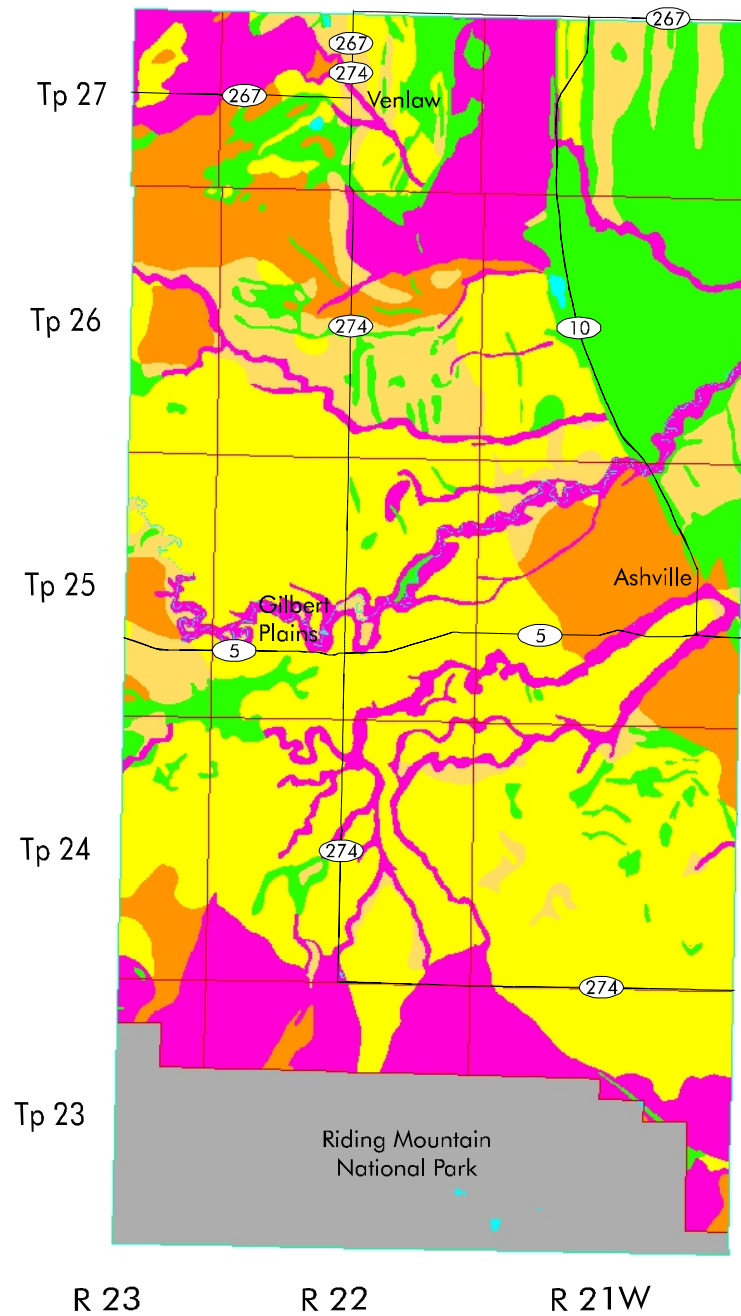 267
267
274
Tp 27
267
Venlaw
Tp 26
274
10
Tp 25
Ashville
Gilbert
Plains
5
5
Tp 24
274
274
Tp 23
Riding Mountain
National Park
R 23
R 22
R 21W